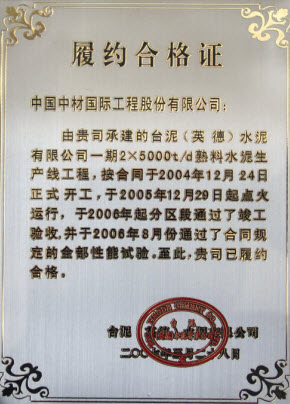 履约合格证
中国中材国际工程股份有限公司：
由贵司承建的台泥（英德）水泥
有限公司一期2×5000t/d熟料水泥生
产线工程，按合同于2004年12月24日
正式开工，于2005年12月29日起点火
运行，于2006年起分区段通过了竣工
验收，并于2006年8月份通过了合同规
定的全部性能试验。至此，贵司已履约
合格。
台泥 公司
二〇〇 八日